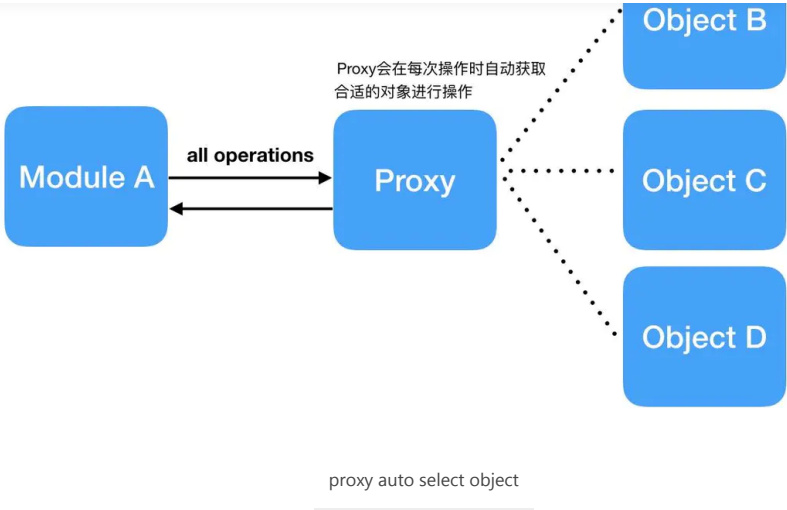 Object B
Proxy会在每次操作时自动获取
合适的对象进行操作
all operations
Module A
Proxy
Object C
Object D
proxy auto select object